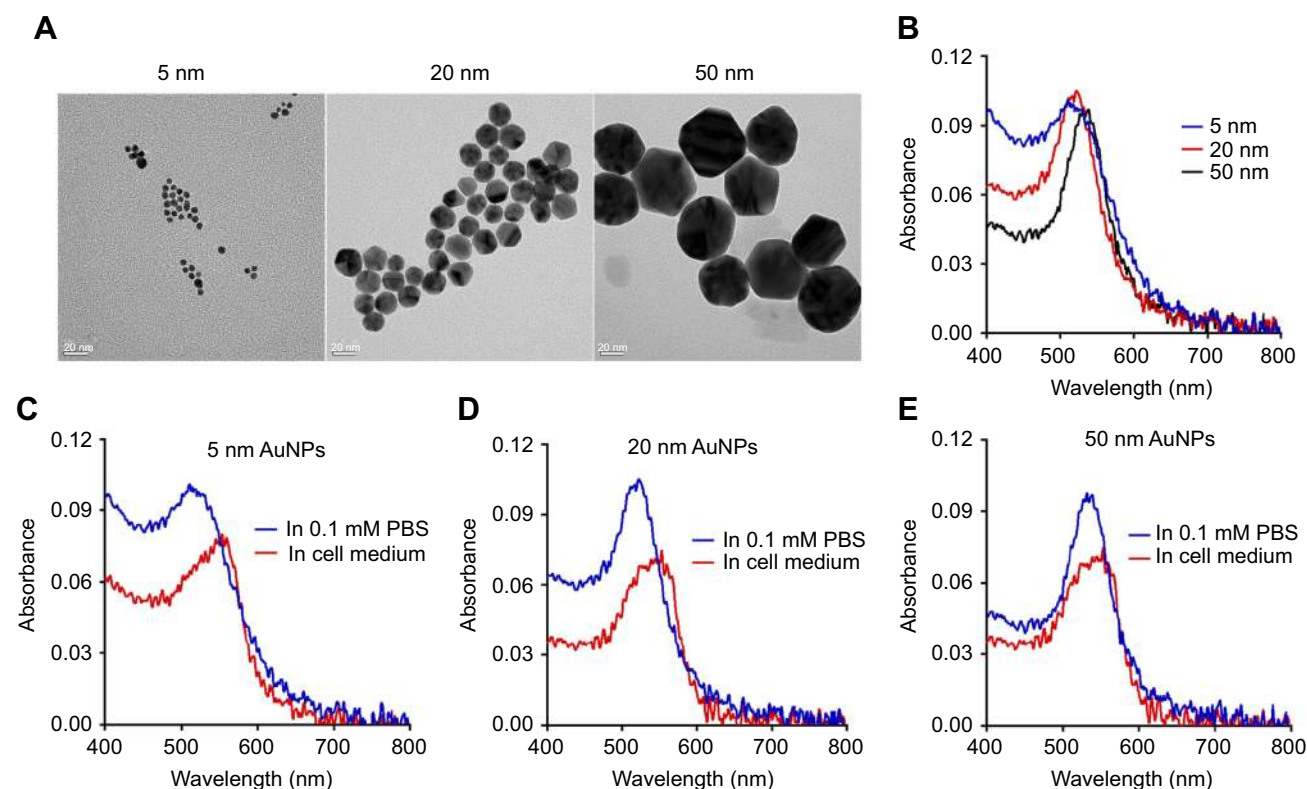 A
5 nm
20 nm
50 nm
20 nm
20 nm
20 nm
B
0.12
0.09
0.06
0.03
0.00
Absorbance
400
500
600
700
800
Wavelength (nm)
5 nm
20 nm
50 nm
C
5 nm AuNPs
0.12
0.09
0.06
0.03
0.00
Absorbance
In 0.1 mM PBS
In cell medium
400
500
600
700
800
Wavelength (nm)
D
20 nm AuNPs
0.12
0.09
0.06
0.03
0.00
Absorbance
In 0.1 mM PBS
In cell medium
400
500
600
700
800
Wavelength (nm)
E
50 nm AuNPs
0.12
0.09
0.06
0.03
0.00
Absorbance
In 0.1 mM PBS
In cell medium
400
500
600
700
800
Wavelength (nm)